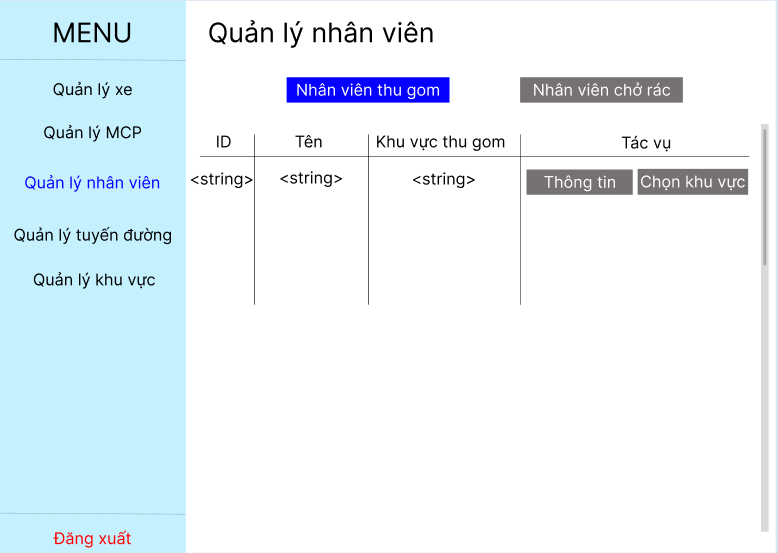 MENU
Quản lý xe
Quản lý MCP
Quản lý nhân viên
Quản lý tuyến đường
Quản lý khu vực
Đăng xuất
Quản lý nhân viên
Nhân viên thu gom
Nhân viên chở rác
ID
Tên
Khu vực thu gom
Tác vụ
<string>
<string>
<string>
Thông tin
Chọn khu vực